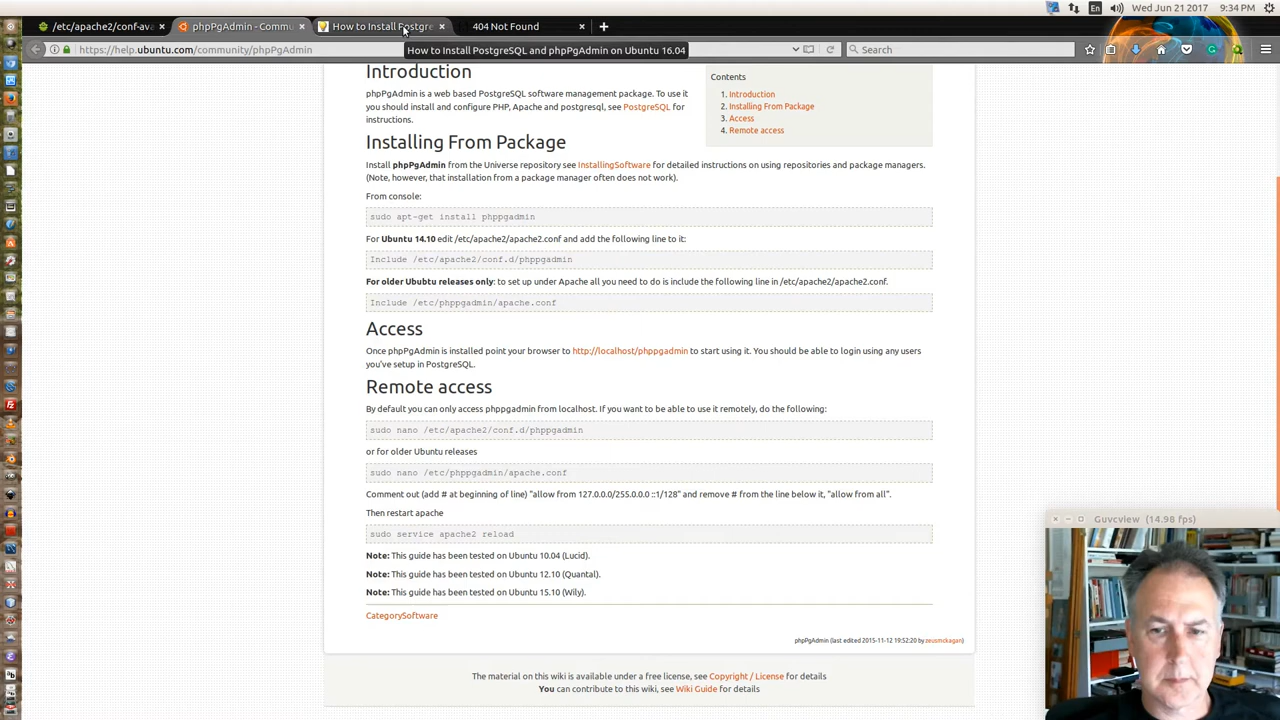 En
Wed Jun 21 2017
9:34 PM
/etc/apache2/conf-ava
phpPgAdmin - Commu
How to Install Postgre
404 Not Found
https://help.ubuntu.com/community/phpPgAdmin
How to Install PostgreSQL and phpPgAdmin on Ubuntu 16.04
Search
Introduction
phpPgAdmin is a web based PostgreSQL software management package. To use it
you should install and configure PHP, Apache and postgresql, see PostgreSQL for
instructions.
Contents
1. Introduction
2. Installing From Package
3. Access
4. Remote access
Installing From Package
Install phpPgAdmin from the Universe repository see InstallingSoftware for detailed instructions on using repositories and package managers.
(Note, however, that installation from a package manager often does not work).
From console:
sudo apt-get install phppgadmin
For Ubuntu 14.10 edit /etc/apache2/apache2.conf and add the following line to it:
Include /etc/apache2/conf.d/phppgadmin
For older Ububtu releases only: to set up under Apache all you need to do is include the following line in /etc/apache2/apache2.conf.
Include /etc/phppgadmin/apache.conf
Access
Once phpPgAdmin is installed point your browser to http://localhost/phppgadmin to start using it. You should be able to login using any users
you've setup in PostgreSQL.
Remote access
By default you can only access phppgadmin from localhost. If you want to be able to use it remotely, do the following:
sudo nano /etc/apache2/conf.d/phppgadmin
or for older Ubuntu releases
sudo nano /etc/phppgadmin/apache.conf
Comment out (add # at beginning of line) "allow from 127.0.0.0/255.0.0.0 ::1/128" and remove # from the line below it, "allow from all".
Then restart apache
sudo service apache2 reload
Note: This guide has been tested on Ubuntu 10.04 (Lucid).
Note: This guide has been tested on Ubuntu 12.10 (Quantal).
Note: This guide has been tested on Ubuntu 15.10 (Wily).
CategorySoftware
phpPgAdmin (last edited 2015-11-12 19:52:20 by zeusmckagan)
The material on this wiki is available under a free license, see Copyright / License for details
You can contribute to this wiki, see Wiki Guide for details
Guvcview (14.98 fps)